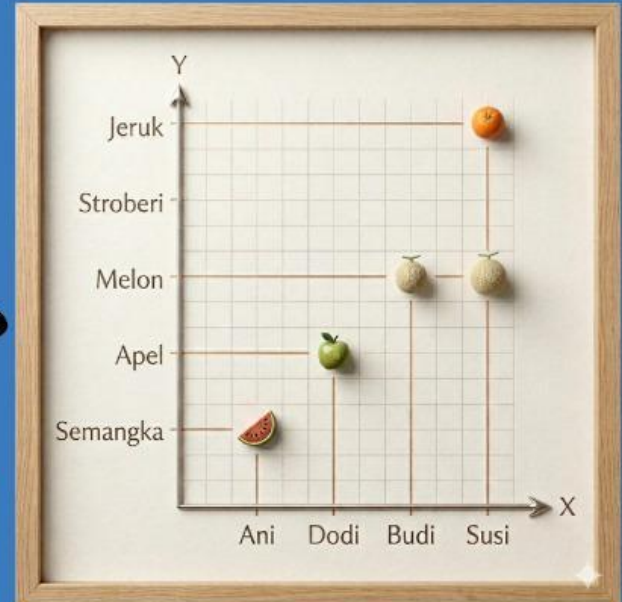 Y
Jeruk
Stroberi
Melon
Apel
Semangka
X
Ani Dodi Budi Susi